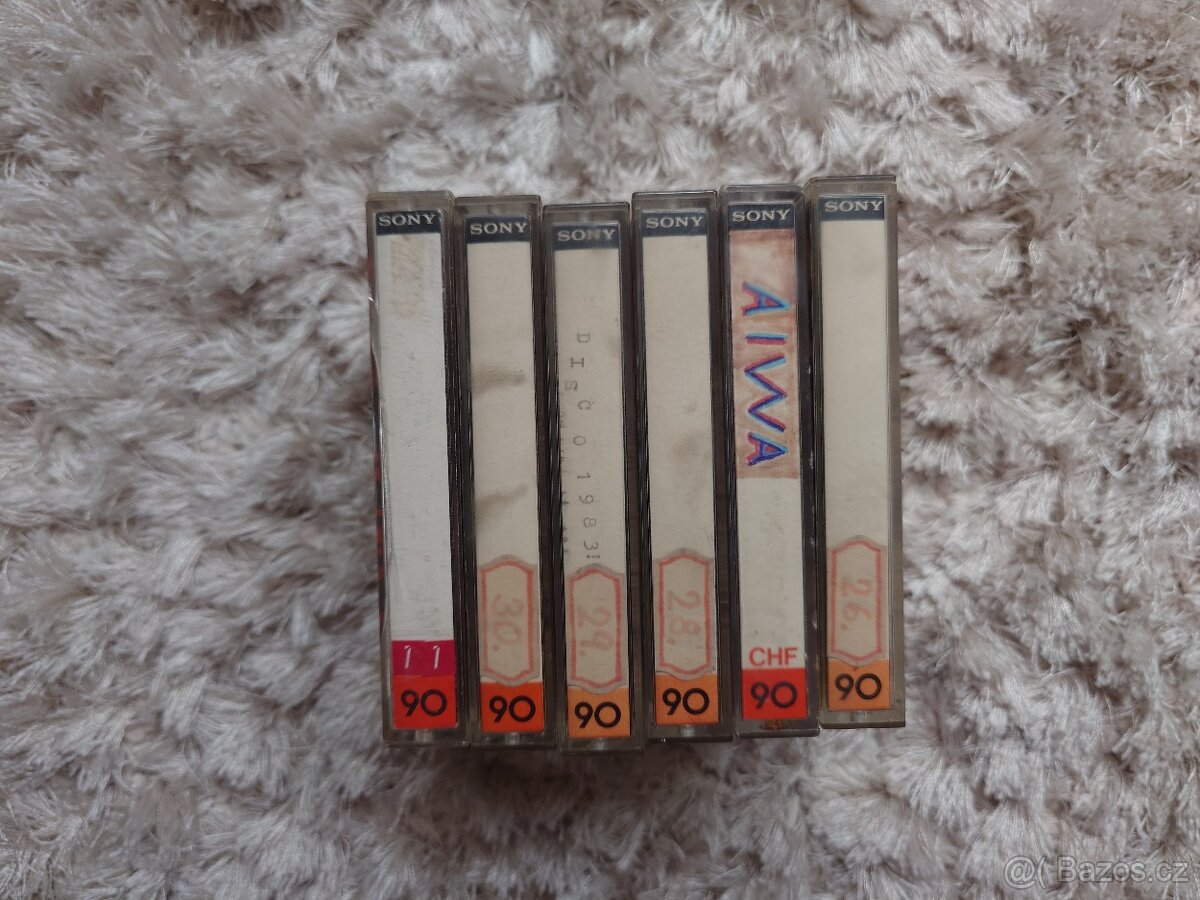 SONY
11
90
SONY
30.
90
SONY
DISCO 1983!
29.
90
SONY
28.
90
SONY
AIWA
CHF
90
SONY
26.
90
@( Bazos.cz